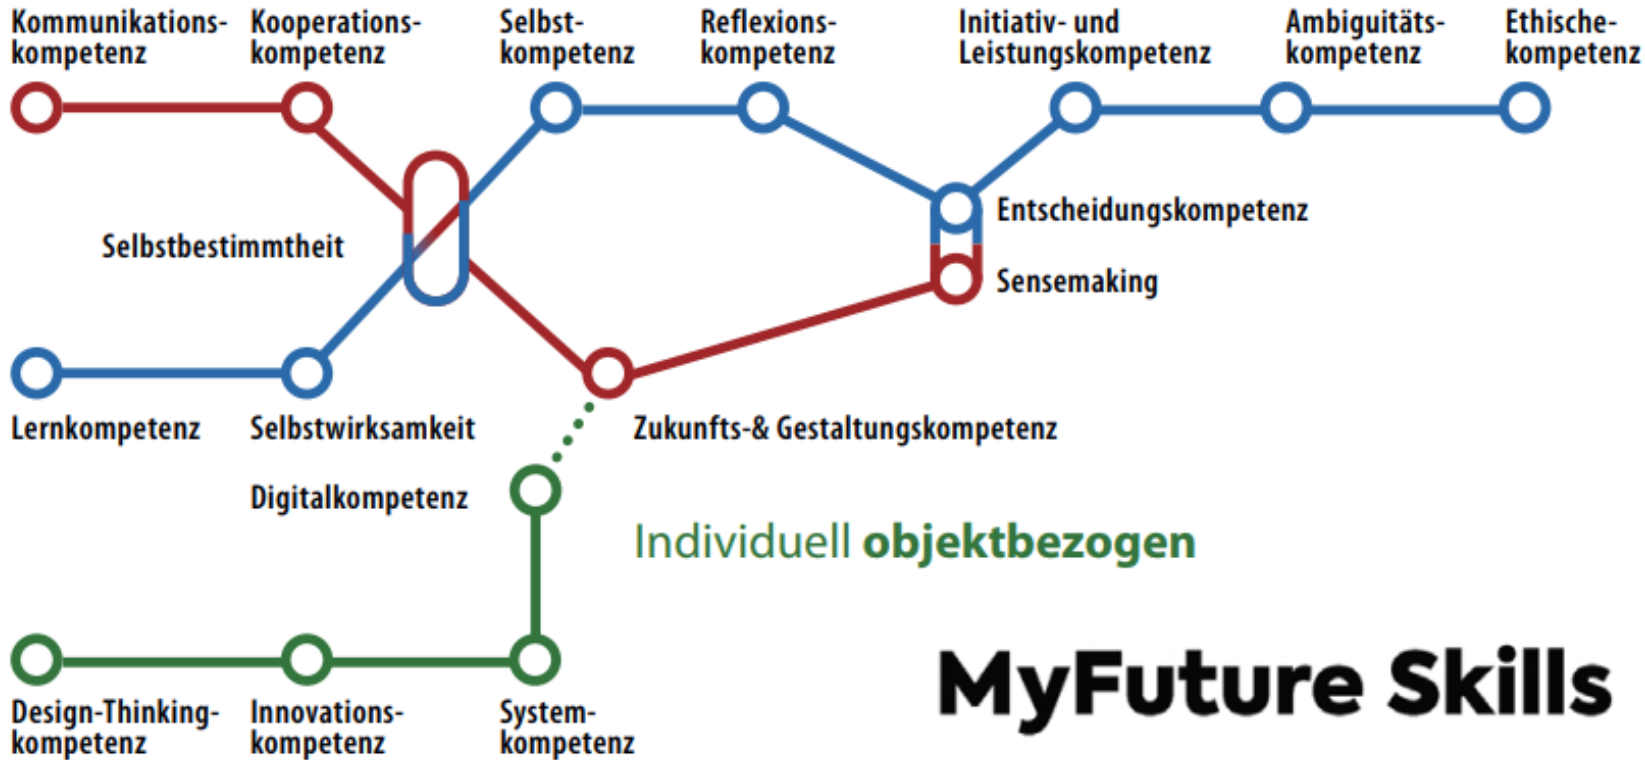 Kommunikations-
kompetenz
Kooperations-
kompetenz
Selbst-
kompetenz
Reflexions-
kompetenz
Initiativ- und
Leistungskompetenz
Ambiguitäts-
kompetenz
Ethische-
kompetenz
Entscheidungskompetenz
Selbstbestimmtheit
Sensemaking
Lernkompetenz
Selbstwirksamkeit
Zukunfts-& Gestaltungskompetenz
Digitalkompetenz
Individuell objektbezogen
MyFuture Skills
Design-Thinking-
kompetenz
Innovations-
kompetenz
System-
kompetenz